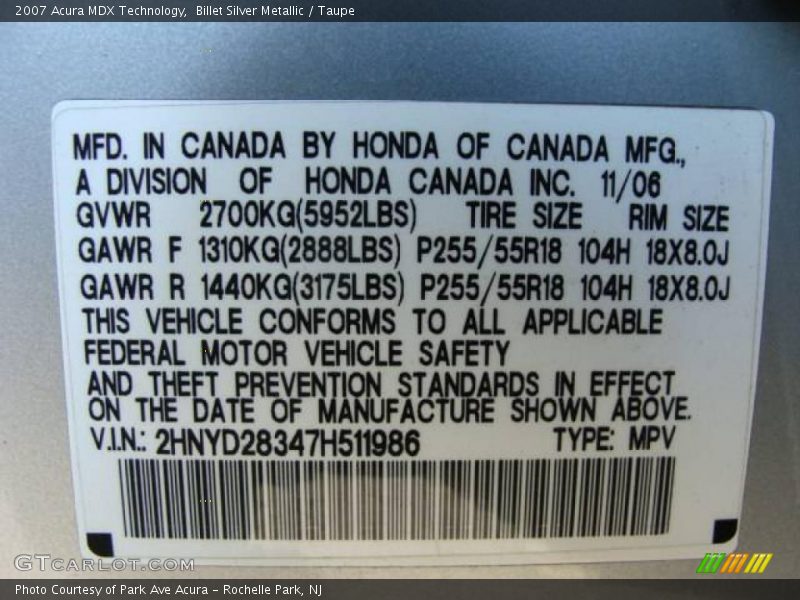 2007 Acura MDX Technology,  Billet Silver Metallic / Taupe
MFD. IN CANADA BY HONDA OF CANADA MFG.,
A DIVISION OF HONDA CANADA INC. 11/06
GVWR 2700KG(5952LBS) TIRE SIZE RIM SIZE
GAWR F 1310KG(2888LBS) P255/55R18 104H 18X8.0J
GAWR R 1440KG(3175LBS) P255/55R18 104H 18X8.0J
THIS VEHICLE CONFORMS TO ALL APPLICABLE
FEDERAL MOTOR VEHICLE SAFETY
AND THEFT PREVENTION STANDARDS IN EFFECT
ON THE DATE OF MANUFACTURE SHOWN ABOVE.
V.I.N.: 2HNYD28347H511986 TYPE: MPV
GTCarLot.com
Photo Courtesy of Park Ave Acura - Rochelle Park, NJ